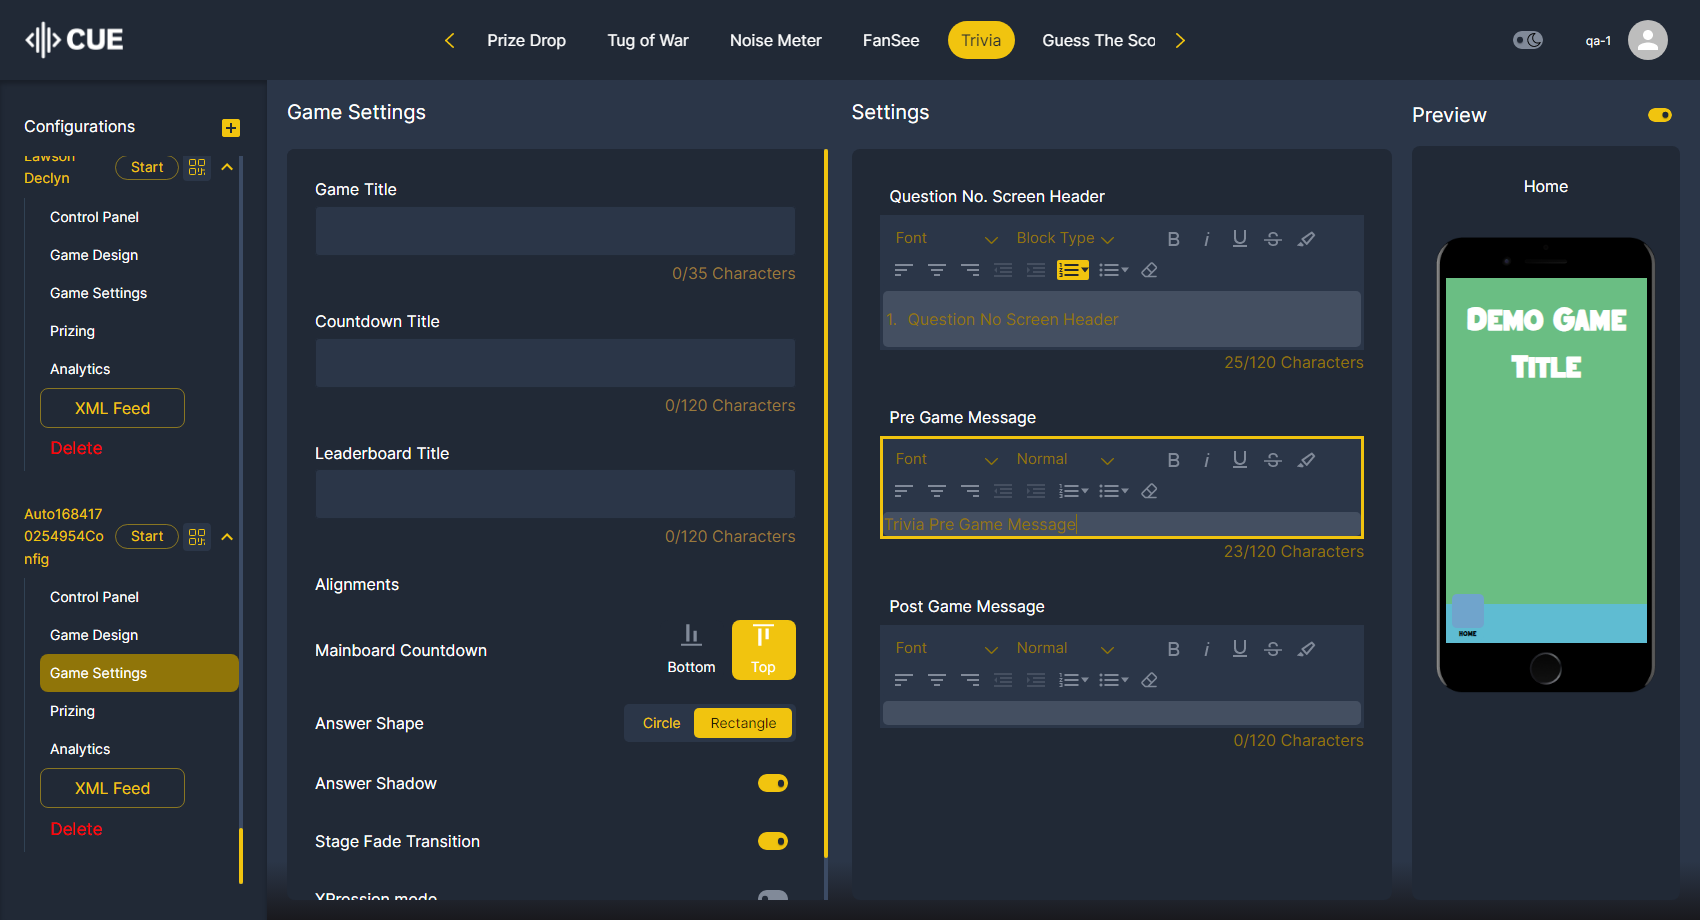 CUE
Prize Drop
Tug of War
Noise Meter
FanSee
Trivia
Guess The Sco
qa-1
Configurations
Lawson
Declyn
Start
Control Panel
Game Design
Game Settings
Prizing
Analytics
XML Feed
Delete
Auto168417
0254954Co
nfig
Start
Control Panel
Game Design
Game Settings
Prizing
Analytics
XML Feed
Delete
Game Settings
Game Title
0/35 Characters
Countdown Title
0/120 Characters
Leaderboard Title
0/120 Characters
Alignments
Mainboard Countdown
Bottom
Top
Answer Shape
Circle
Rectangle
Answer Shadow
Stage Fade Transition
XPression mode
Settings
Question No. Screen Header
Font
Block Type
B
i
U
S
1. Question No Screen Header
25/120 Characters
Pre Game Message
Font
Normal
B
i
U
S
Trivia Pre Game Message
23/120 Characters
Post Game Message
Font
Normal
B
i
U
S
0/120 Characters
Preview
Home
Demo Game
Title
HOME